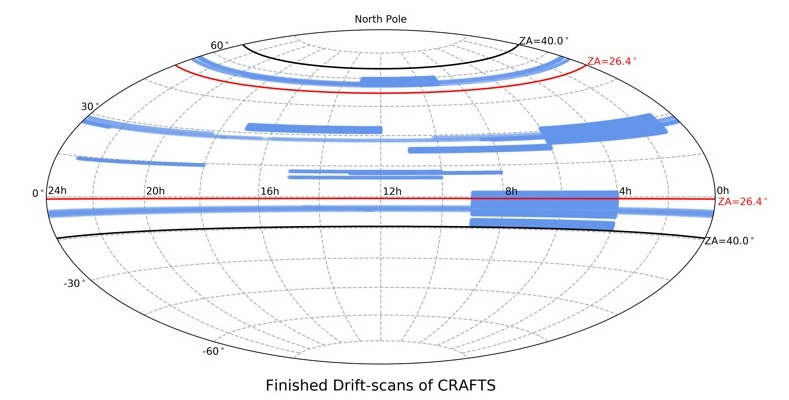 North Pole
60°
ZA=40.0°
ZA=26.4°
30°
0°
24h
20h
16h
12h
8h
4h
0h
ZA=26.4°
ZA=40.0°
-30°
-60°
Finished Drift-scans of CRAFTS